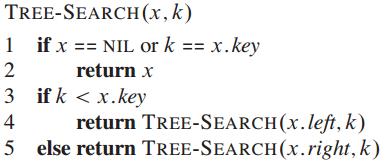 TREE-SEARCH(x, k)
1 if x == NIL or k == x.key
2 return x
3 if k < x.key
4 return TREE-SEARCH(x.left, k)
5 else return TREE-SEARCH(x.right, k)